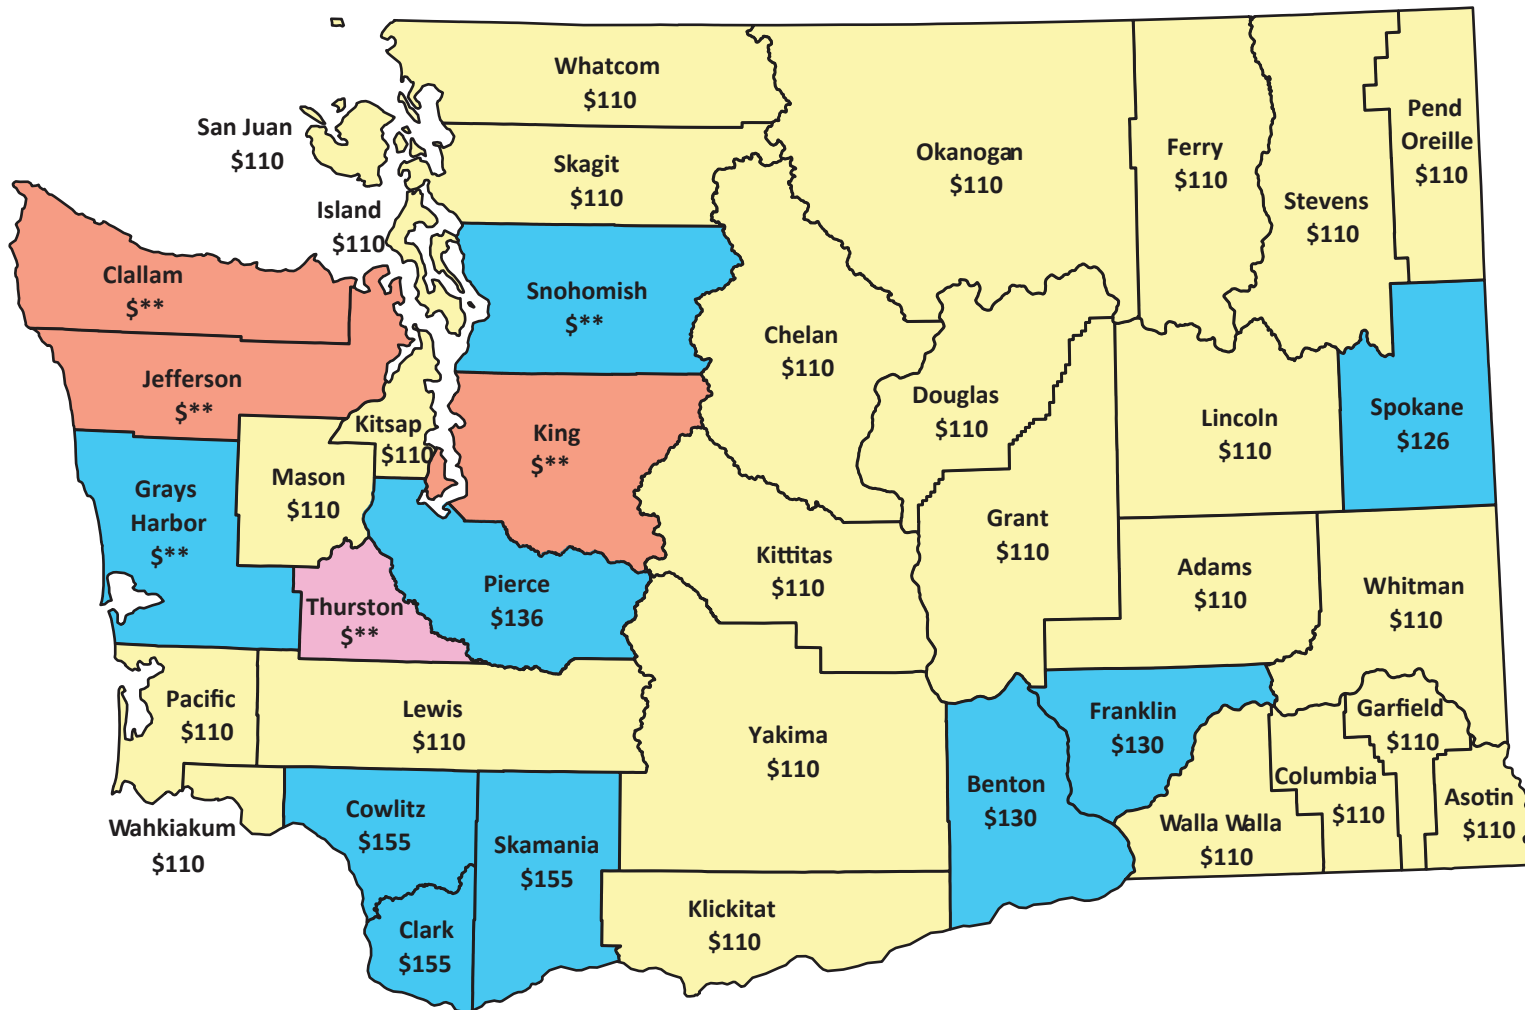 Whatcom
$110
San Juan
$110
Skagit
$110
Okanogan
$110
Ferry
$110
Stevens
$110
Pend
Oreille
$110
Island
$110
Clallam
$**
Snohomish
$**
Chelan
$110
Jefferson
$**
Kitsap
$110
King
$**
Douglas
$110
Lincoln
$110
Spokane
$126
Grays
Harbor
$**
Mason
$110
Grant
$110
Kittitas
$110
Adams
$110
Whitman
$110
Thurston
$**
Pierce
$136
Pacific
$110
Lewis
$110
Yakima
$110
Franklin
$130
Garfield
$110
Benton
$130
Columbia
$110
Asotin
$110
Walla Walla
$110
Wahkiakum
$110
Cowlitz
$155
Skamania
$155
Clark
$155
Klickitat
$110